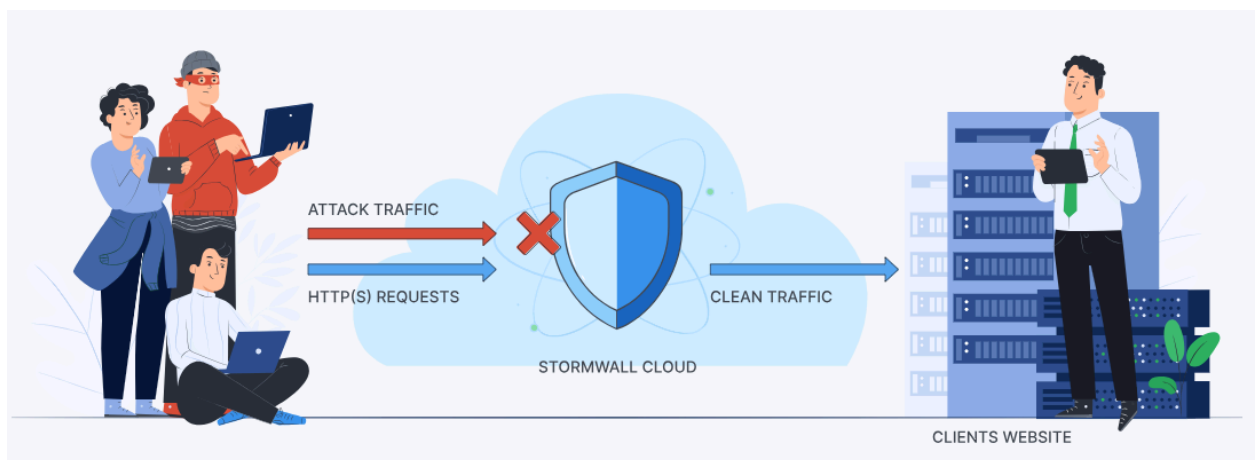 ATTACK TRAFFIC
HTTP(S) REQUESTS
CLEAN TRAFFIC
STORMWALL CLOUD
CLIENTS WEBSITE